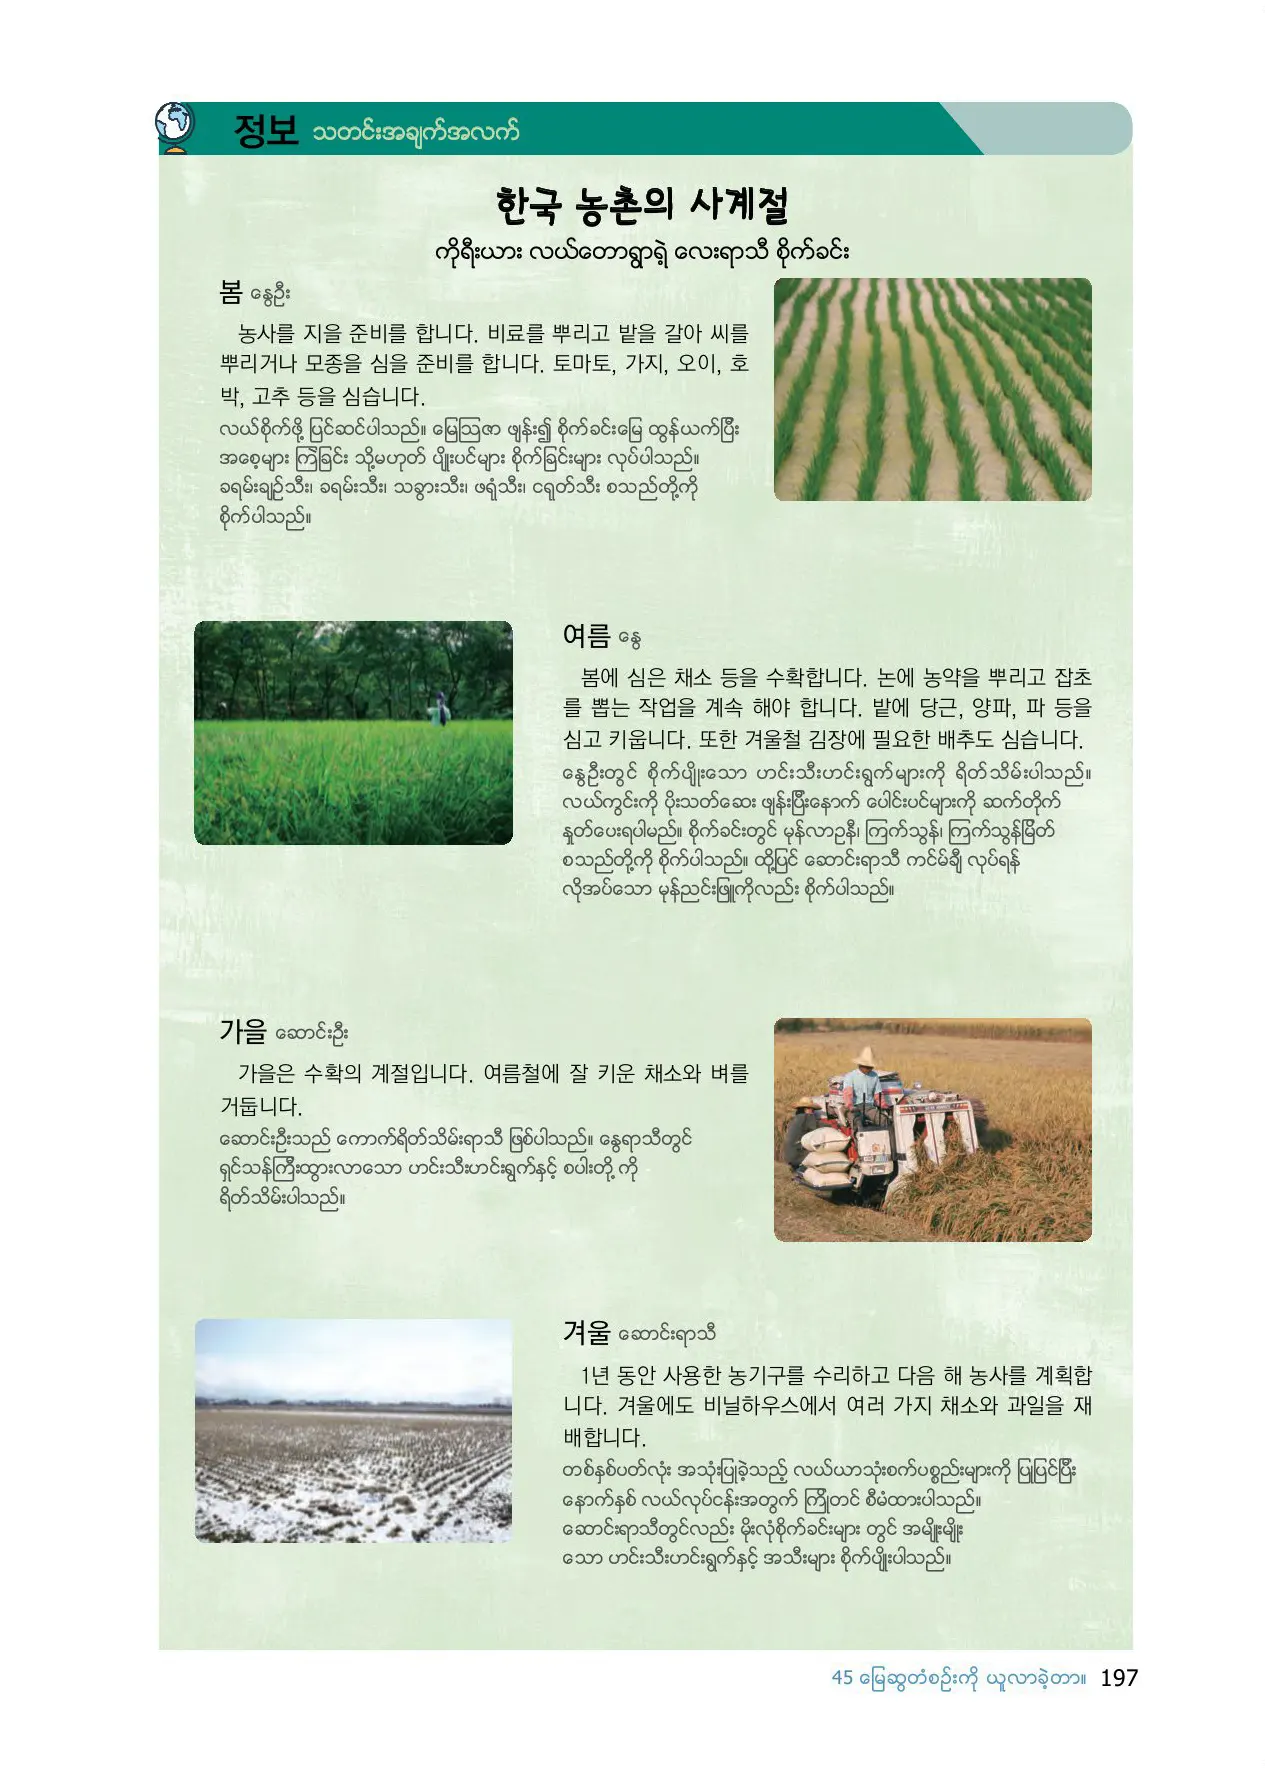 정보 သတင်းအချက်အလက်
한국 농촌의 사계절
ကိုရီးယား လယ်တောရွာရဲ့ လေးရာသီ စိုက်ခင်း
봄 နွေဦး
농사를 지을 준비를 합니다. 비료를 뿌리고 밭을 갈아 씨를
뿌리거나 모종을 심을 준비를 합니다. 토마토, 가지, 오이, 호
박, 고추 등을 심습니다.
လယ်စိုက်ဖို့ ပြင်ဆင်ပါသည်။ မြေဩဇာ ဖျန်း၍ စိုက်ခင်းမြေ ထွန်ယက်ပြီး
အစေ့များ ကြဲခြင်း သို့မဟုတ် ပျိုးပင်များ စိုက်ခြင်းများ လုပ်ပါသည်။
ခရမ်းချဉ်သီး၊ ခရမ်းသီး၊ သခွားသီး၊ ဖရုံသီး၊ ငရုတ်သီး စသည်တို့ကို
စိုက်ပါသည်။
여름 နွေ
봄에 심은 채소 등을 수확합니다. 논에 농약을 뿌리고 잡초
를 뽑는 작업을 계속 해야 합니다. 밭에 당근, 양파, 파 등을
심고 키웁니다. 또한 겨울철 김장에 필요한 배추도 심습니다.
နွေဦးတွင် စိုက်ပျိုးသော ဟင်းသီးဟင်းရွက်များကို ရိတ်သိမ်းပါသည်။
လယ်ကွင်းကို ပိုးသတ်ဆေး ဖျန်းပြီးနောက် ပေါင်းပင်များကို ဆက်တိုက်
နှုတ်ပေးရပါမည်။ စိုက်ခင်းတွင် မုန်လာဥနီ၊ ကြက်သွန်၊ ကြက်သွန်မြိတ်
စသည်တို့ကို စိုက်ပါသည်။ ထို့ပြင် ဆောင်းရာသီ ကင်မ်ချီ လုပ်ရန်
လိုအပ်သော မုန်ညင်းဖြူကိုလည်း စိုက်ပါသည်။
가을 ဆောင်းဦး
가을은 수확의 계절입니다. 여름철에 잘 키운 채소와 벼를
거둡니다.
ဆောင်းဦးသည် ကောက်ရိတ်သိမ်းရာသီ ဖြစ်ပါသည်။ နွေရာသီတွင်
ရှင်သန်ကြီးထွားလာသော ဟင်းသီးဟင်းရွက်နှင့် စပါးတို့ ကို
ရိတ်သိမ်းပါသည်။
겨울 ဆောင်းရာသီ
1년 동안 사용한 농기구를 수리하고 다음 해 농사를 계획합
니다. 겨울에도 비닐하우스에서 여러 가지 채소와 과일을 재
배합니다.
တစ်နှစ်ပတ်လုံး အသုံးပြုခဲ့သည့် လယ်ယာသုံးစက်ပစ္စည်းများကို ပြုပြင်ပြီး
နောက်နှစ် လယ်လုပ်ငန်းအတွက် ကြိုတင် စီမံထားပါသည်။
ဆောင်းရာသီတွင်လည်း မိုးလုံစိုက်ခင်းများ တွင် အမျိုးမျိုး
သော ဟင်းသီးဟင်းရွက်နှင့် အသီးများ စိုက်ပျိုးပါသည်။
45 မြေဆွတံစဉ်းကို ယူလာခဲ့တာ။ 197